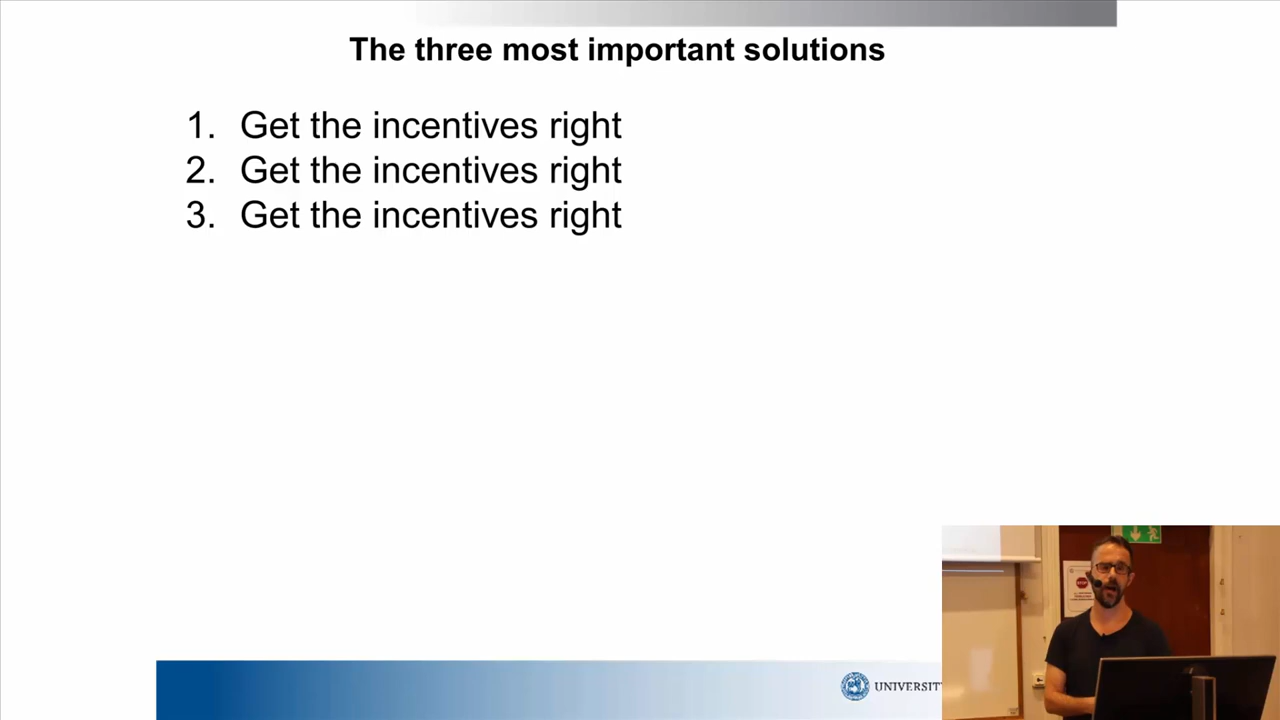 The three most important solutions
1. Get the incentives right
2. Get the incentives right
3. Get the incentives right
STOP